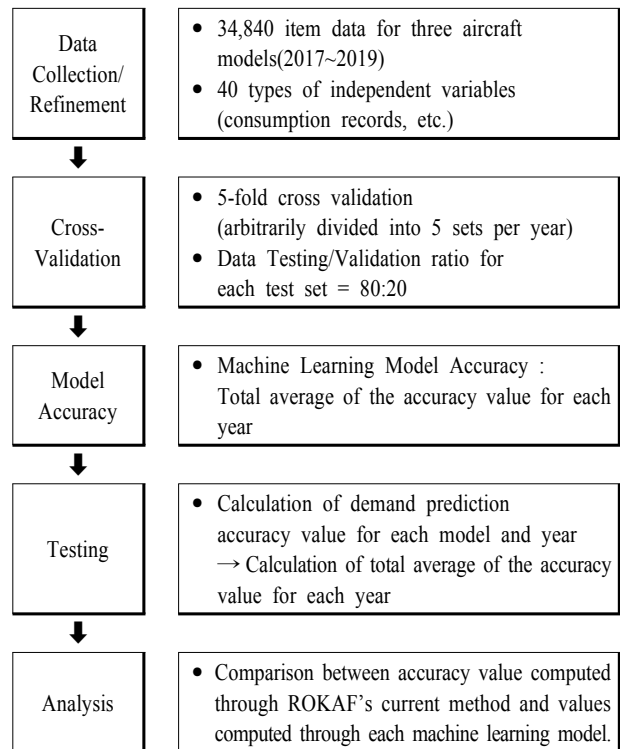 Data
Collection/
Refinement
● 34,840 item data for three aircraft
models(2017~2019)
● 40 types of independent variables
(consumption records, etc.)
Cross-
Validation
● 5-fold cross validation
(arbitrarily divided into 5 sets per year)
● Data Testing/Validation ratio for
each test set = 80:20
Model
Accuracy
● Machine Learning Model Accuracy :
Total average of the accuracy value for each
year
Testing
● Calculation of demand prediction
accuracy value for each model and year
→ Calculation of total average of the accuracy
value for each year
Analysis
● Comparison between accuracy value computed
through ROKAF's current method and values
computed through each machine learning model.